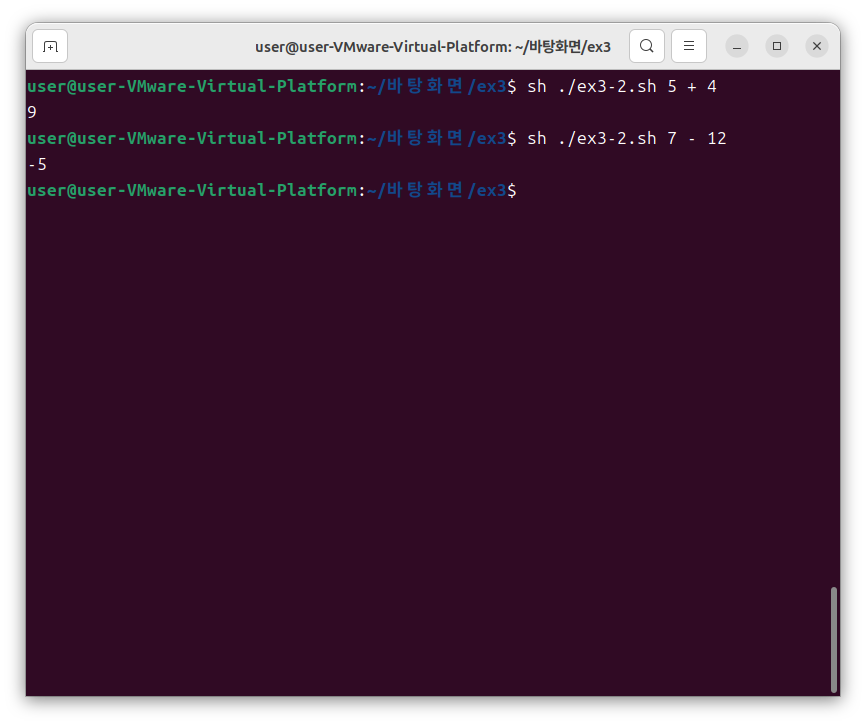 user@user-VMware-Virtual-Platform: ~/바탕화면/ex3
user@user-VMware-Virtual-Platform:~/바탕화면/ex3$ sh ./ex3-2.sh 5 + 4
9
user@user-VMware-Virtual-Platform:~/바탕화면/ex3$ sh ./ex3-2.sh 7 - 12
-5
user@user-VMware-Virtual-Platform:~/바탕화면/ex3$